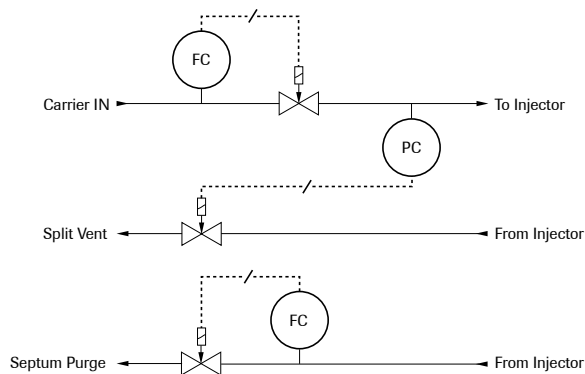 FC
Carrier IN
To Injector
PC
Split Vent
From Injector
FC
Septum Purge
From Injector